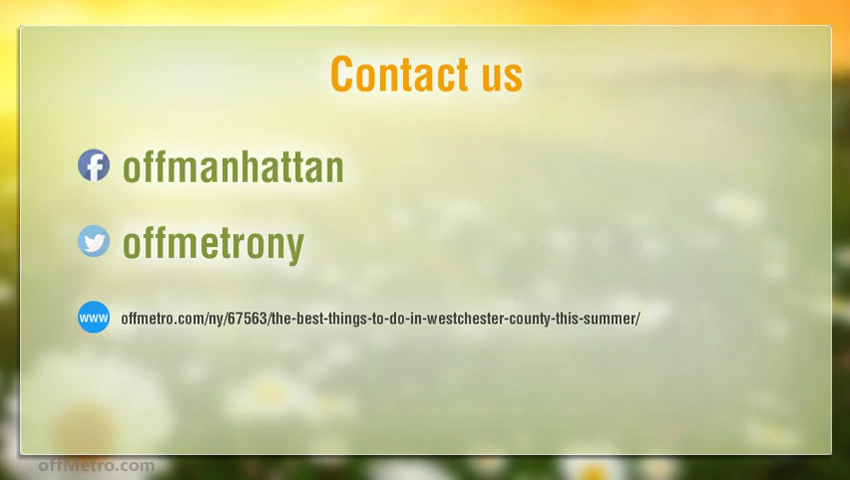 Contact us
offmanhattan
offmetrony
www offmetro.com/ny/67563/the-best-things-to-do-in-westchester-county-this-summer/
offMetro.com